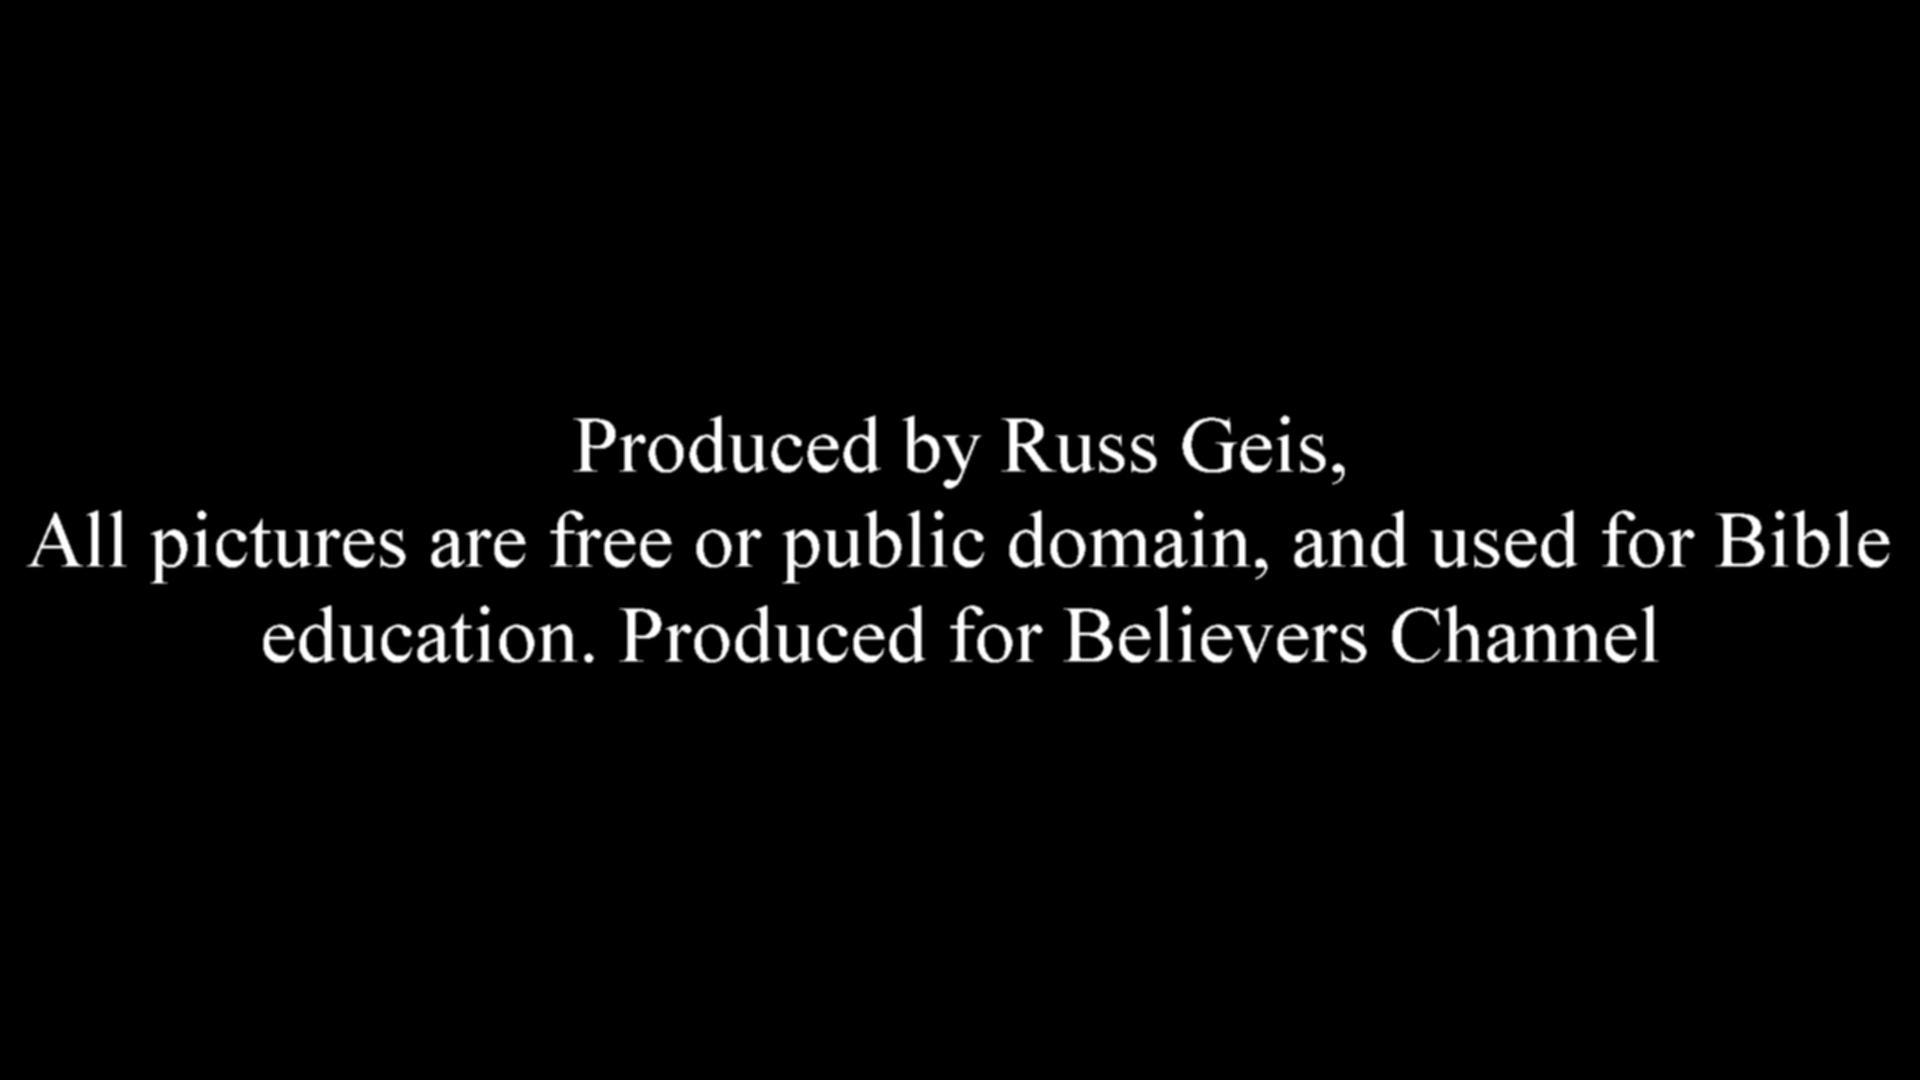 Produced by Russ Geis,
All pictures are free or public domain, and used for Bible
education. Produced for Believers Channel